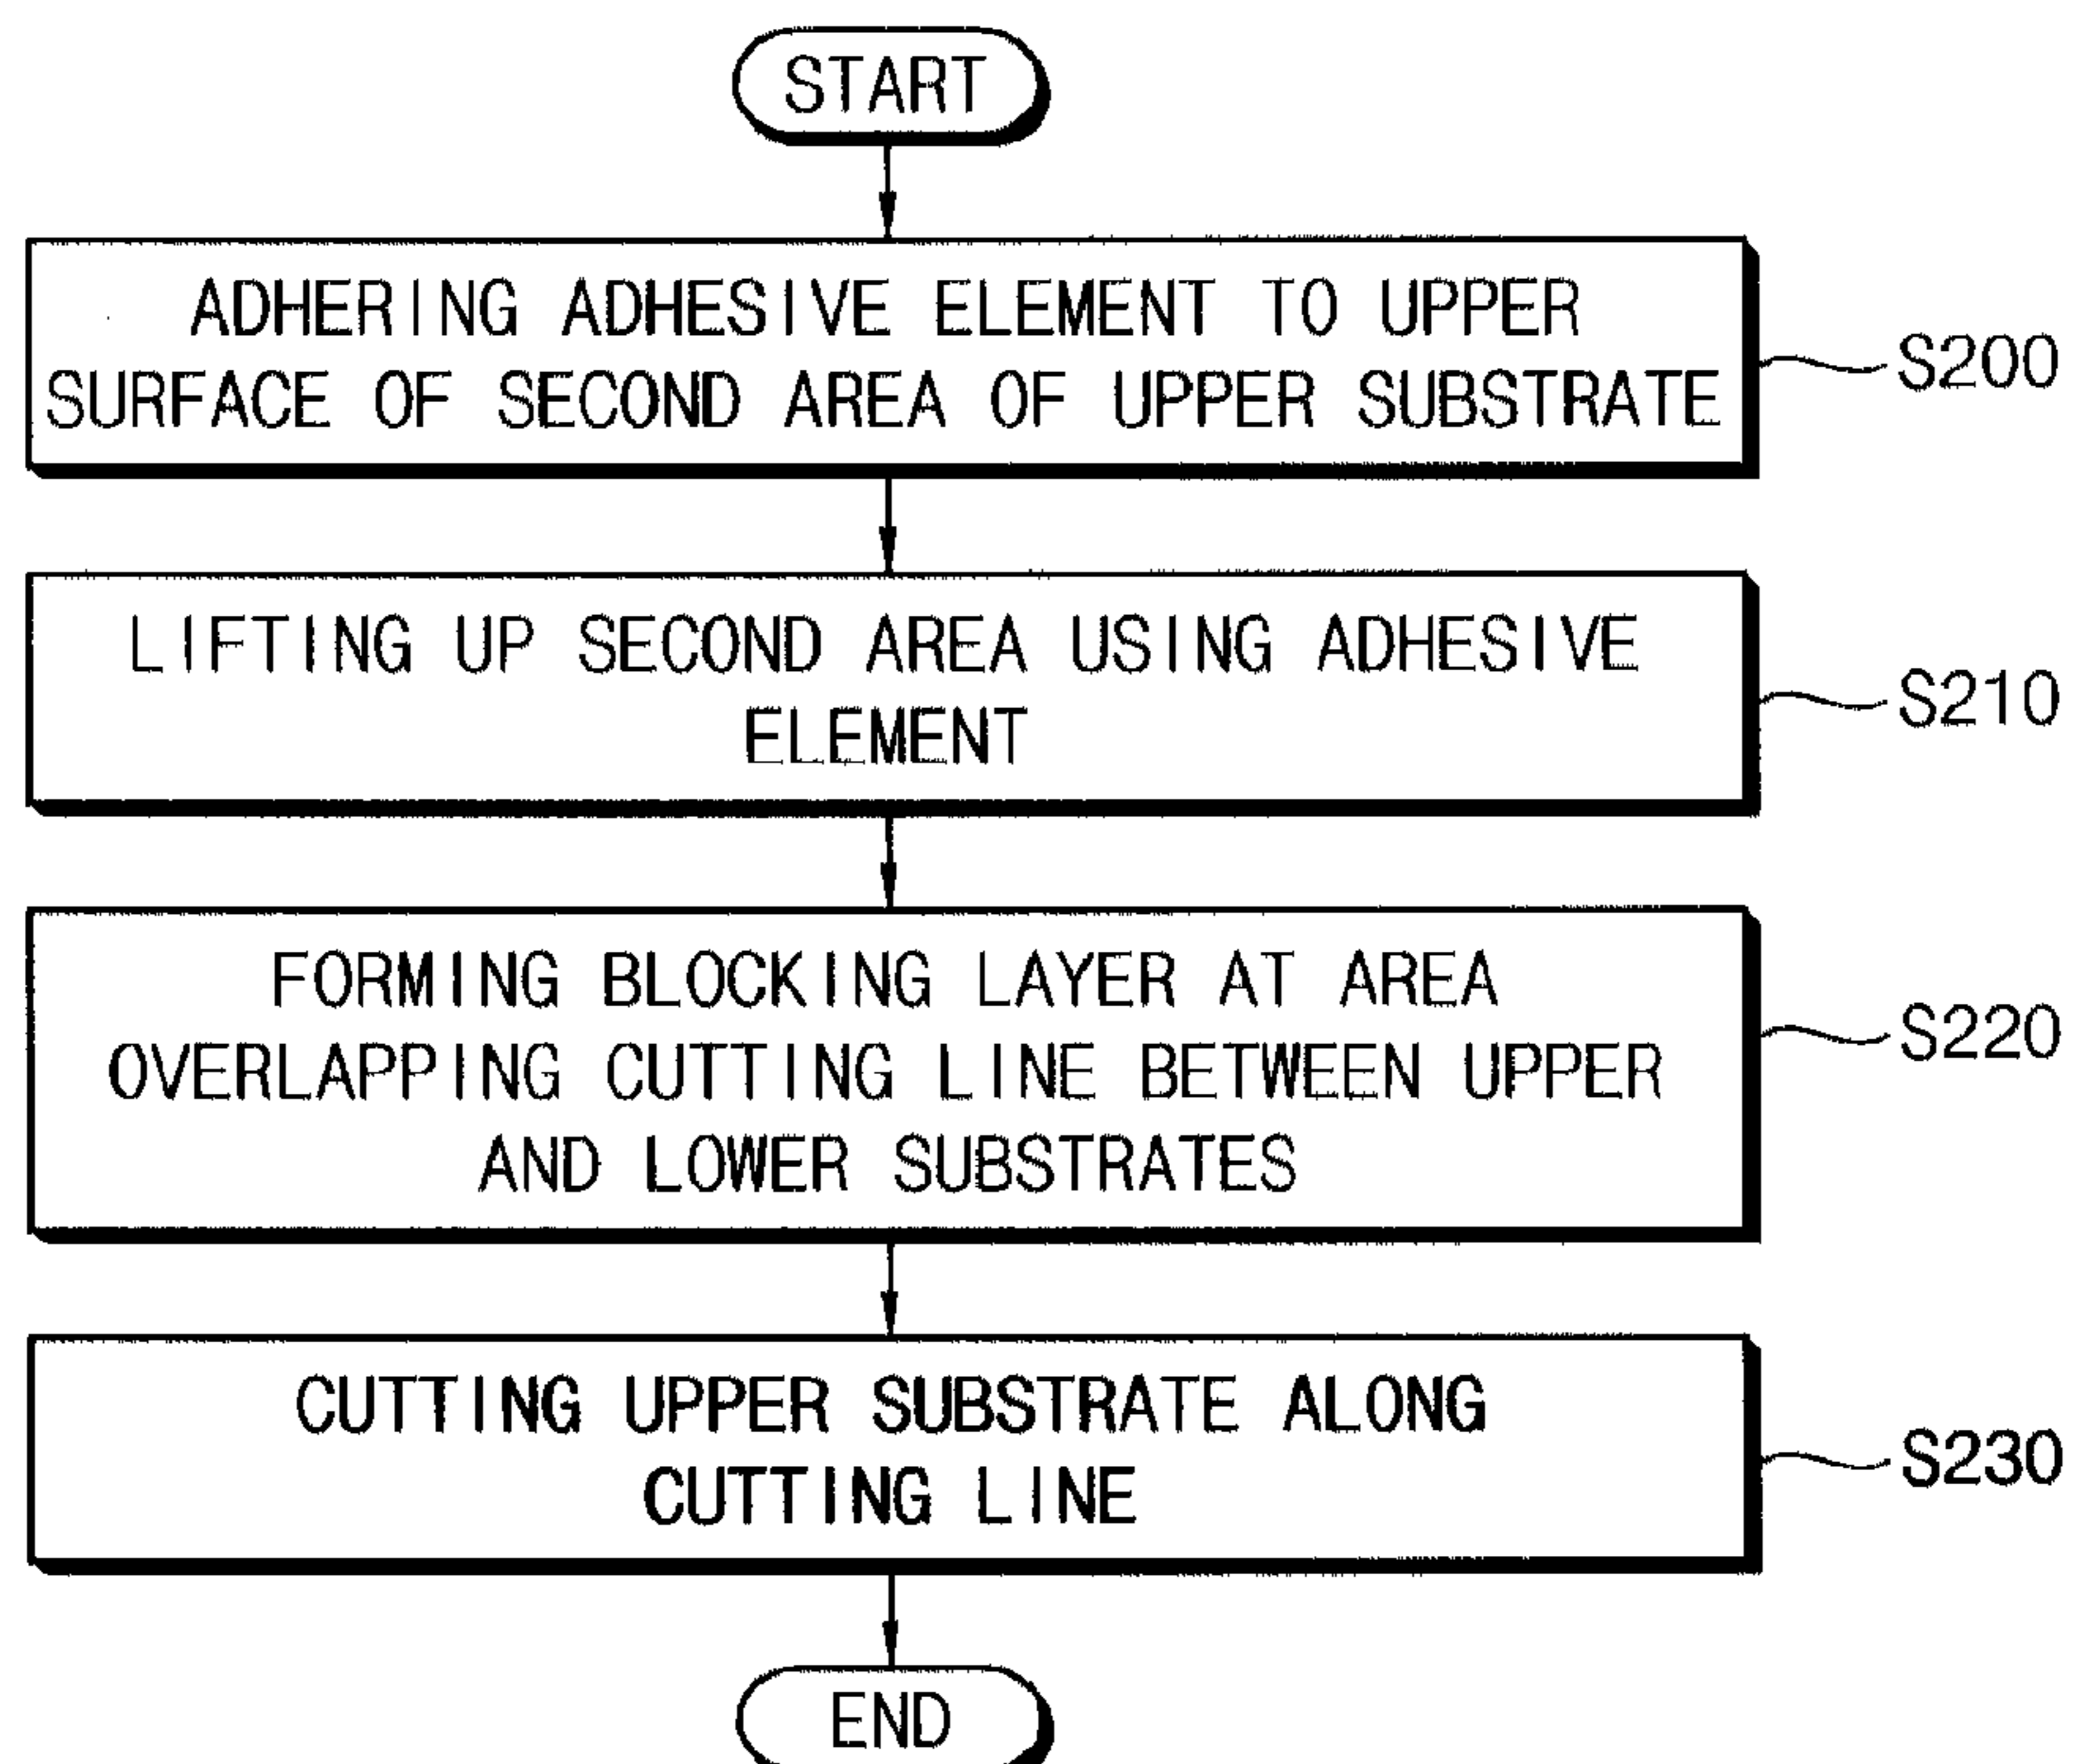 START
ADHERING ADHESIVE ELEMENT TO UPPER
SURFACE OF SECOND AREA OF UPPER SUBSTRATE
S200
LIFTING UP SECOND AREA USING ADHESIVE
ELEMENT
S210
FORMING BLOCKING LAYER AT AREA
OVERLAPPING CUTTING LINE BETWEEN UPPER
AND LOWER SUBSTRATES
S220
CUTTING UPPER SUBSTRATE ALONG
CUTTING LINE
S230
END